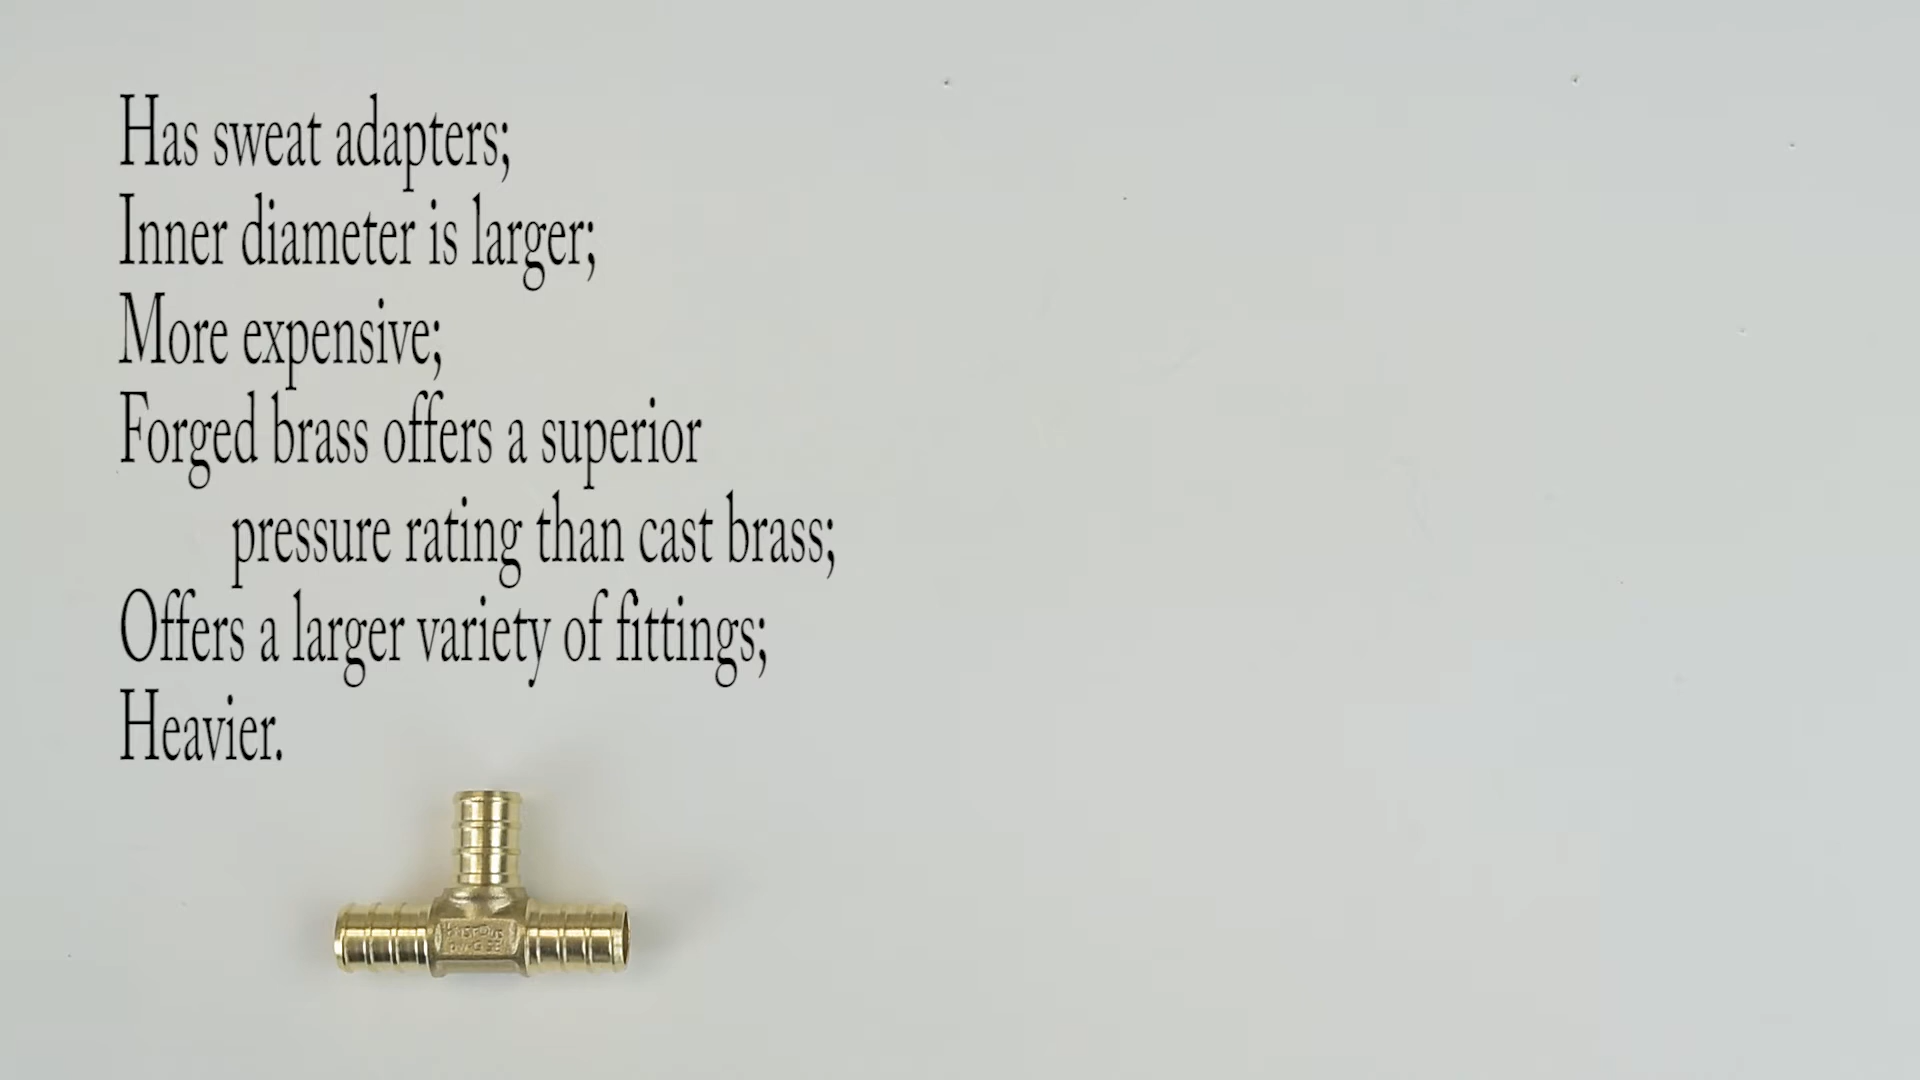 Has sweat adapters;
Inner diameter is larger;
More expensive;
Forged brass offers a superior
pressure rating than cast brass;
Offers a larger variety of fittings;
Heavier.